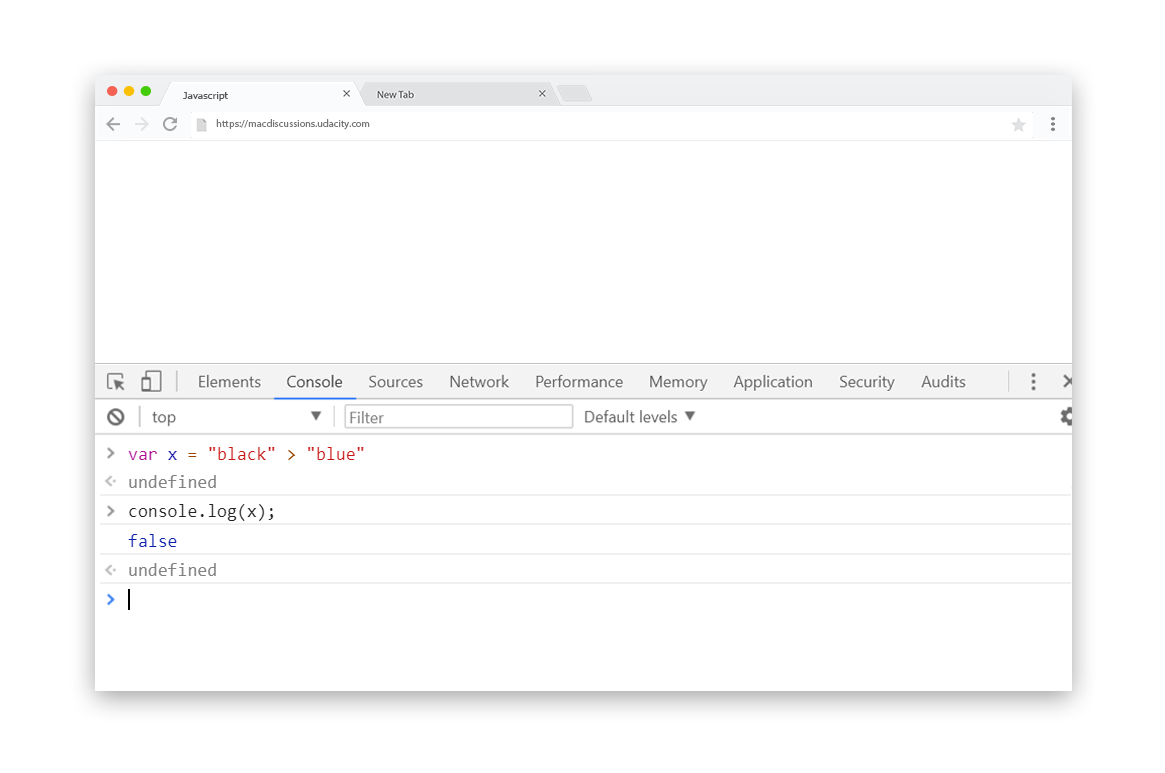 Javascript New Tab
https://macdiscussions.udacity.com
Elements Console Sources Network Performance Memory Application Security Audits
top Filter Default levels
var x = "black" > "blue"
undefined
console.log(x);
false
undefined